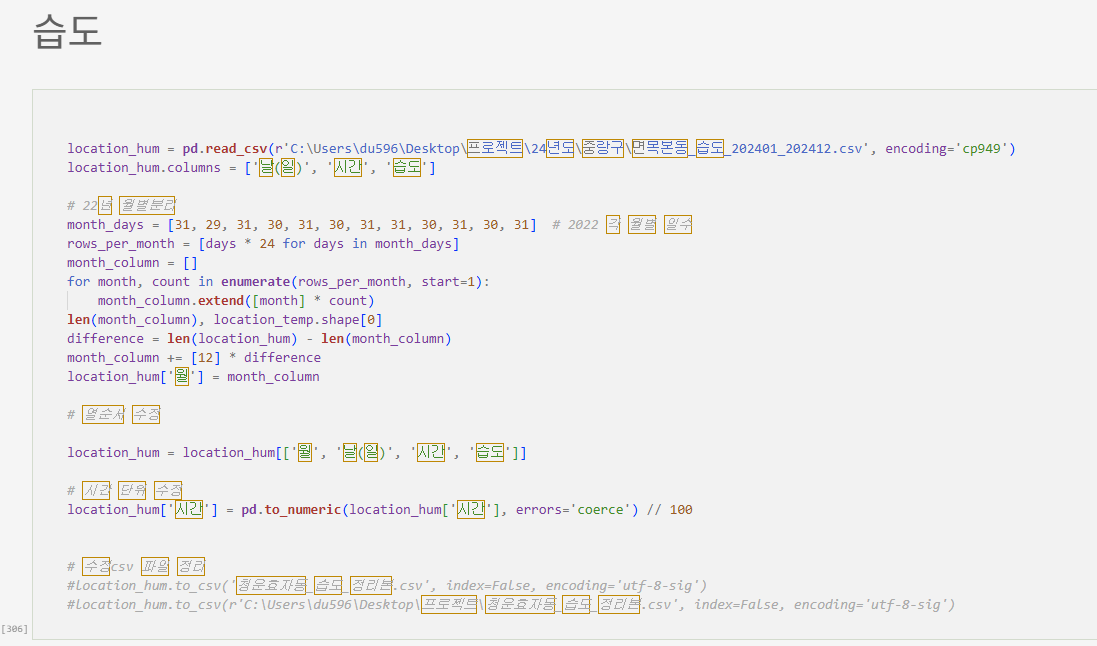 습도
location_hum = pd.read_csv(r'C:\Users\du596\Desktop\프로젝트\24년도\중랑구\면목본동_습도_202401_202412.csv', encoding='cp949')
location_hum.columns = ['날(일)', '시간', '습도']
# 22년 월별분리
month_days = [31, 29, 31, 30, 31, 30, 31, 31, 30, 31, 30, 31]  # 2022 각 월별 일수
rows_per_month = [days * 24 for days in month_days]
month_column = []
for month, count in enumerate(rows_per_month, start=1):
    month_column.extend([month] * count)
len(month_column), location_temp.shape[0]
difference = len(location_hum) - len(month_column)
month_column += [12] * difference
location_hum['월'] = month_column
# 열순서 수정
location_hum = location_hum[['월', '날(일)', '시간', '습도']]
# 시간 단위 수정
location_hum['시간'] = pd.to_numeric(location_hum['시간'], errors='coerce') // 100
# 수정csv 파일 정리
#location_hum.to_csv('청운효자동_습도_정리본.csv', index=False, encoding='utf-8-sig')
#location_hum.to_csv(r'C:\Users\du596\Desktop\프로젝트\청운효자동_습도_정리본.csv', index=False, encoding='utf-8-sig')
[306]